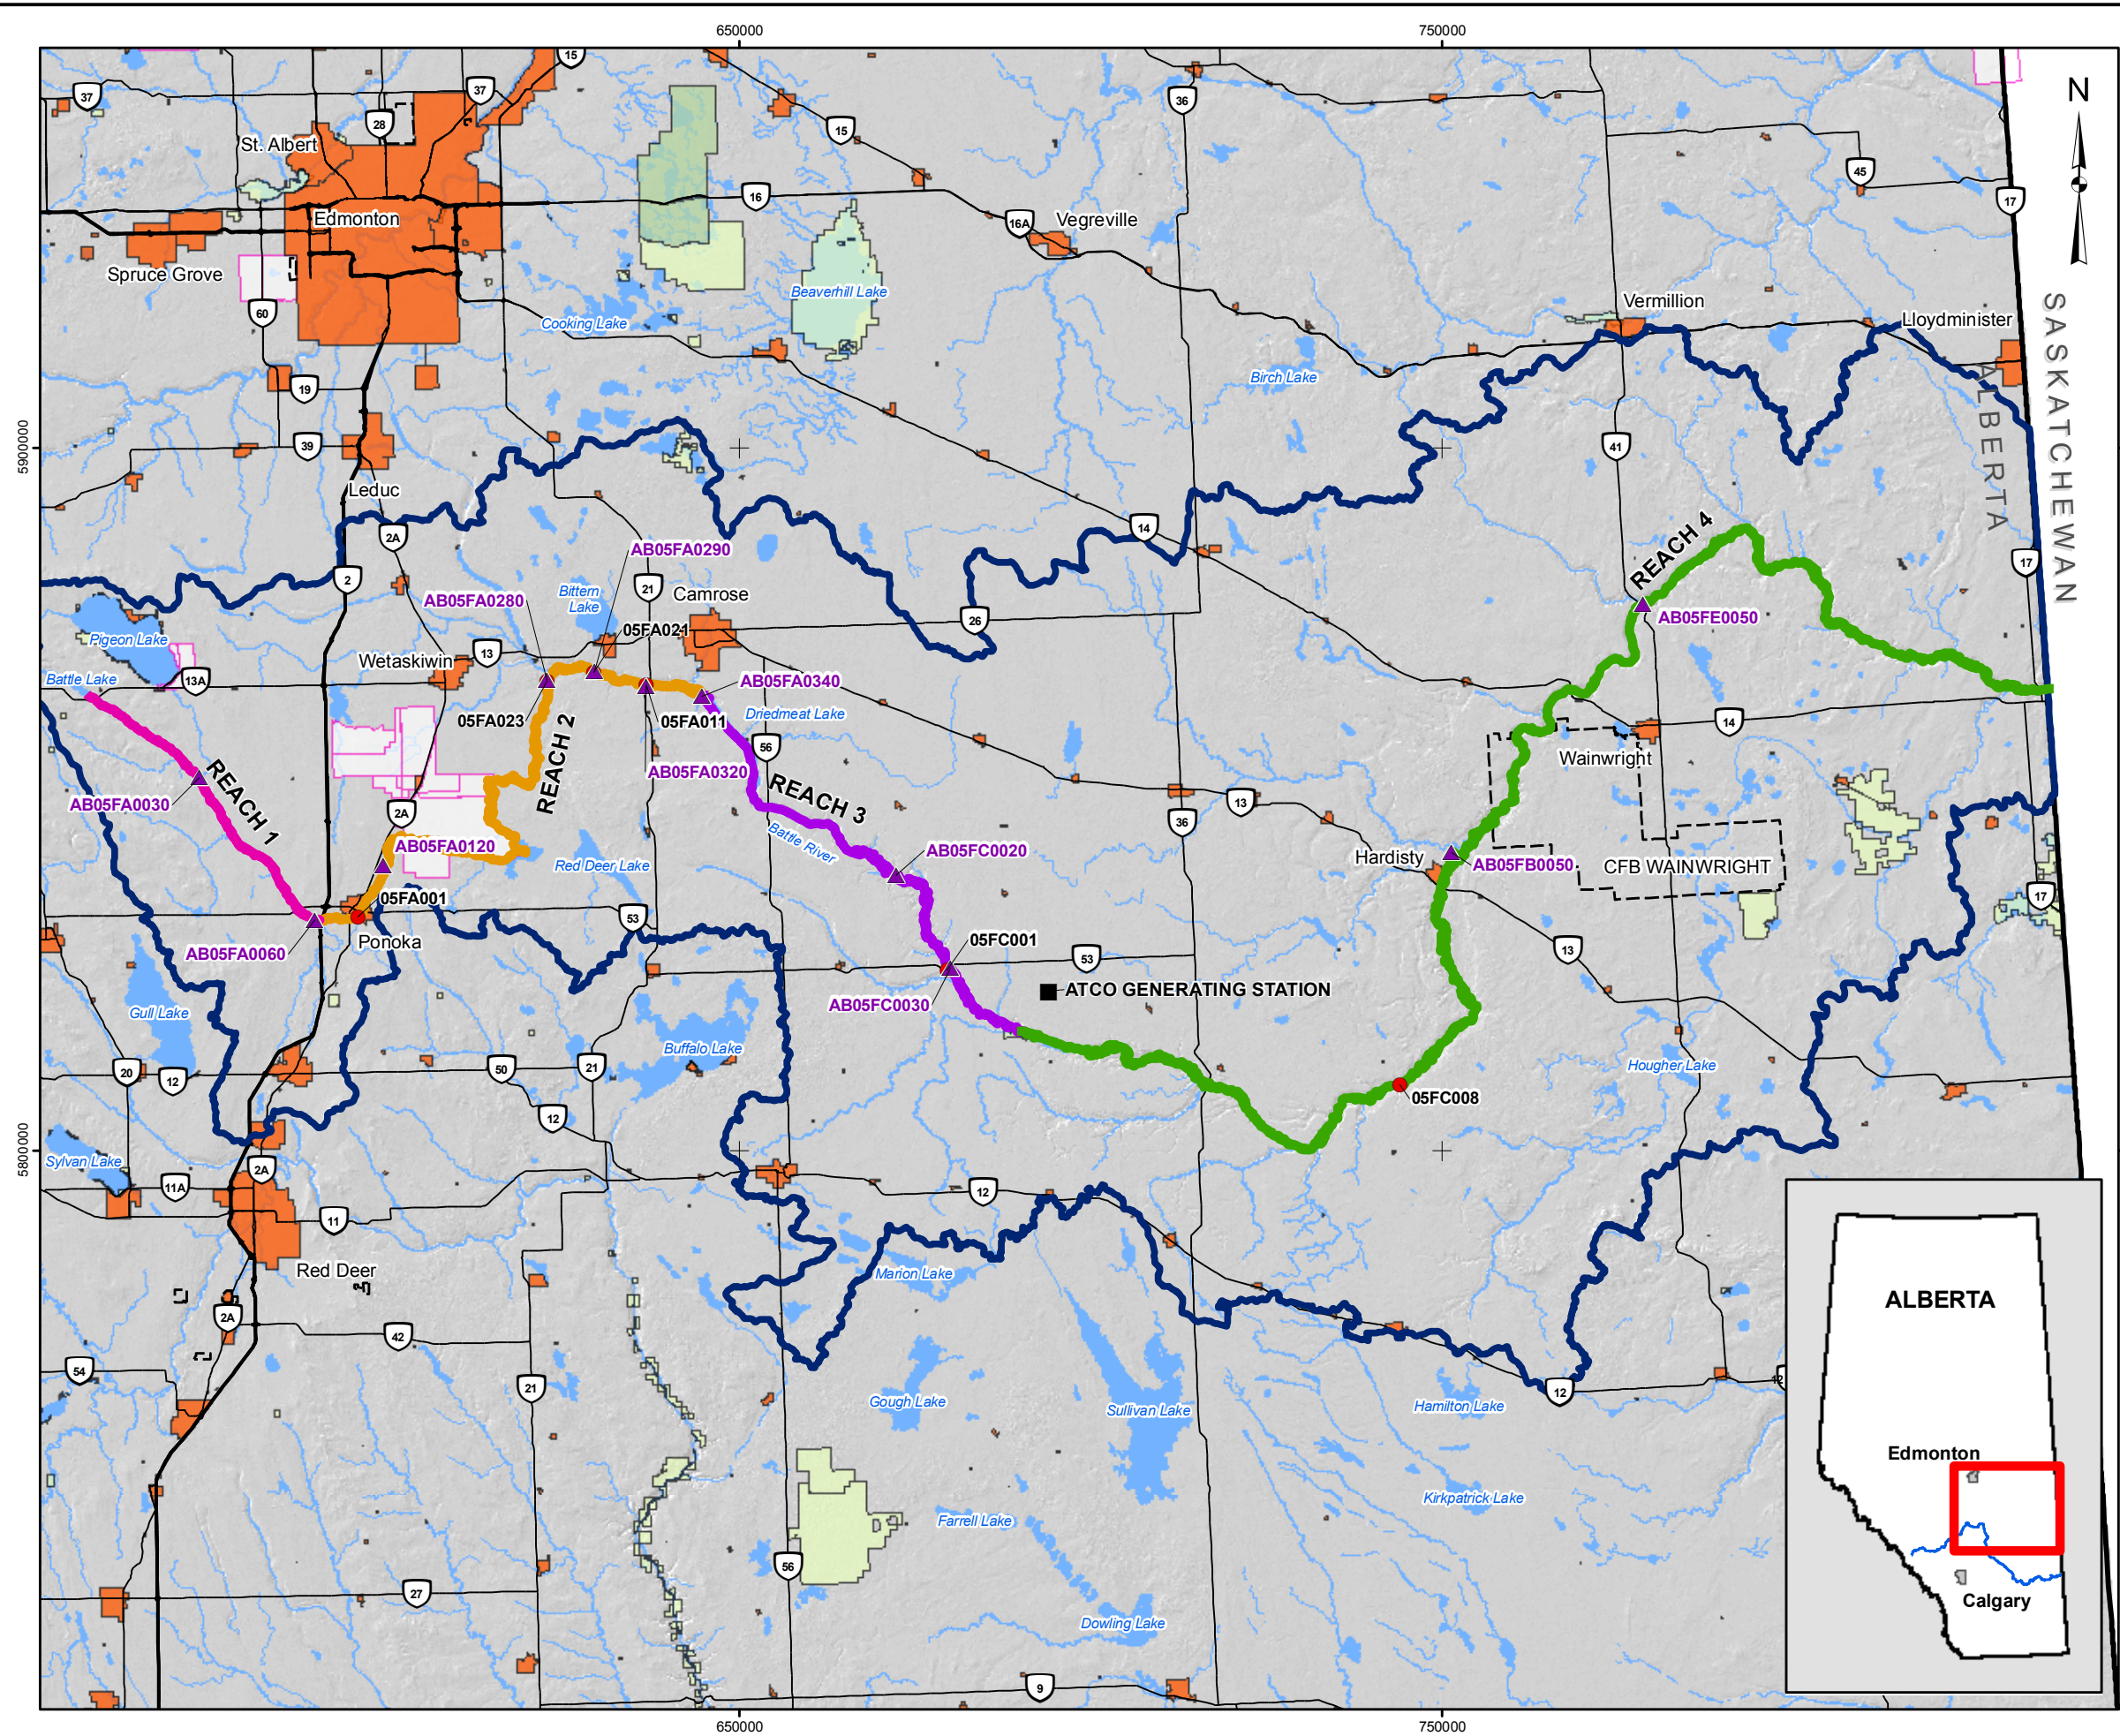 650000
750000
15
37
37
28
36
15
St. Albert
45
16
17
Edmonton
16A
Vegreville
N
Spruce Grove
Beaverhill Lake
60
Cooking Lake
Vermillion
Lloydminister
SASKATCHEWAN
ALBERTA
Birch Lake
19
5900000
39
41
Leduc
2A
14
AB05FA0290
REACH 4
17
2
21
Bittern
Lake
Camrose
AB05FA0280
26
AB05FE0050
05FA021
Pigeon Lake
13
Wetaskiwin
Battle Lake
13A
AB05FA0340
05FA023
05FA011
Driedmeat Lake
14
REACH 2
56
Wainwright
AB05FA0320
REACH 1
AB05FA0030
REACH 3
13
2A
36
Battle River
AB05FA0120
AB05FC0020
Red Deer Lake
Hardisty
AB05FB0050
CFB WAINWRIGHT
05FA001
17
53
Ponoka
05FC001
AB05FA0060
53
13
ATCO GENERATING STATION
AB05FC0030
Gull Lake
Buffalo Lake
Hougher Lake
20
12
50
21
05FC008
12
5800000
Sylvan Lake
2A
11A
12
11
Red Deer
Marion Lake
ALBERTA
2A
42
54
21
12
12
Gough Lake
Sullivan Lake
Hamilton Lake
Edmonton
Kirkpatrick Lake
Farrell Lake
56
27
Calgary
Dowling Lake
9
650000
750000